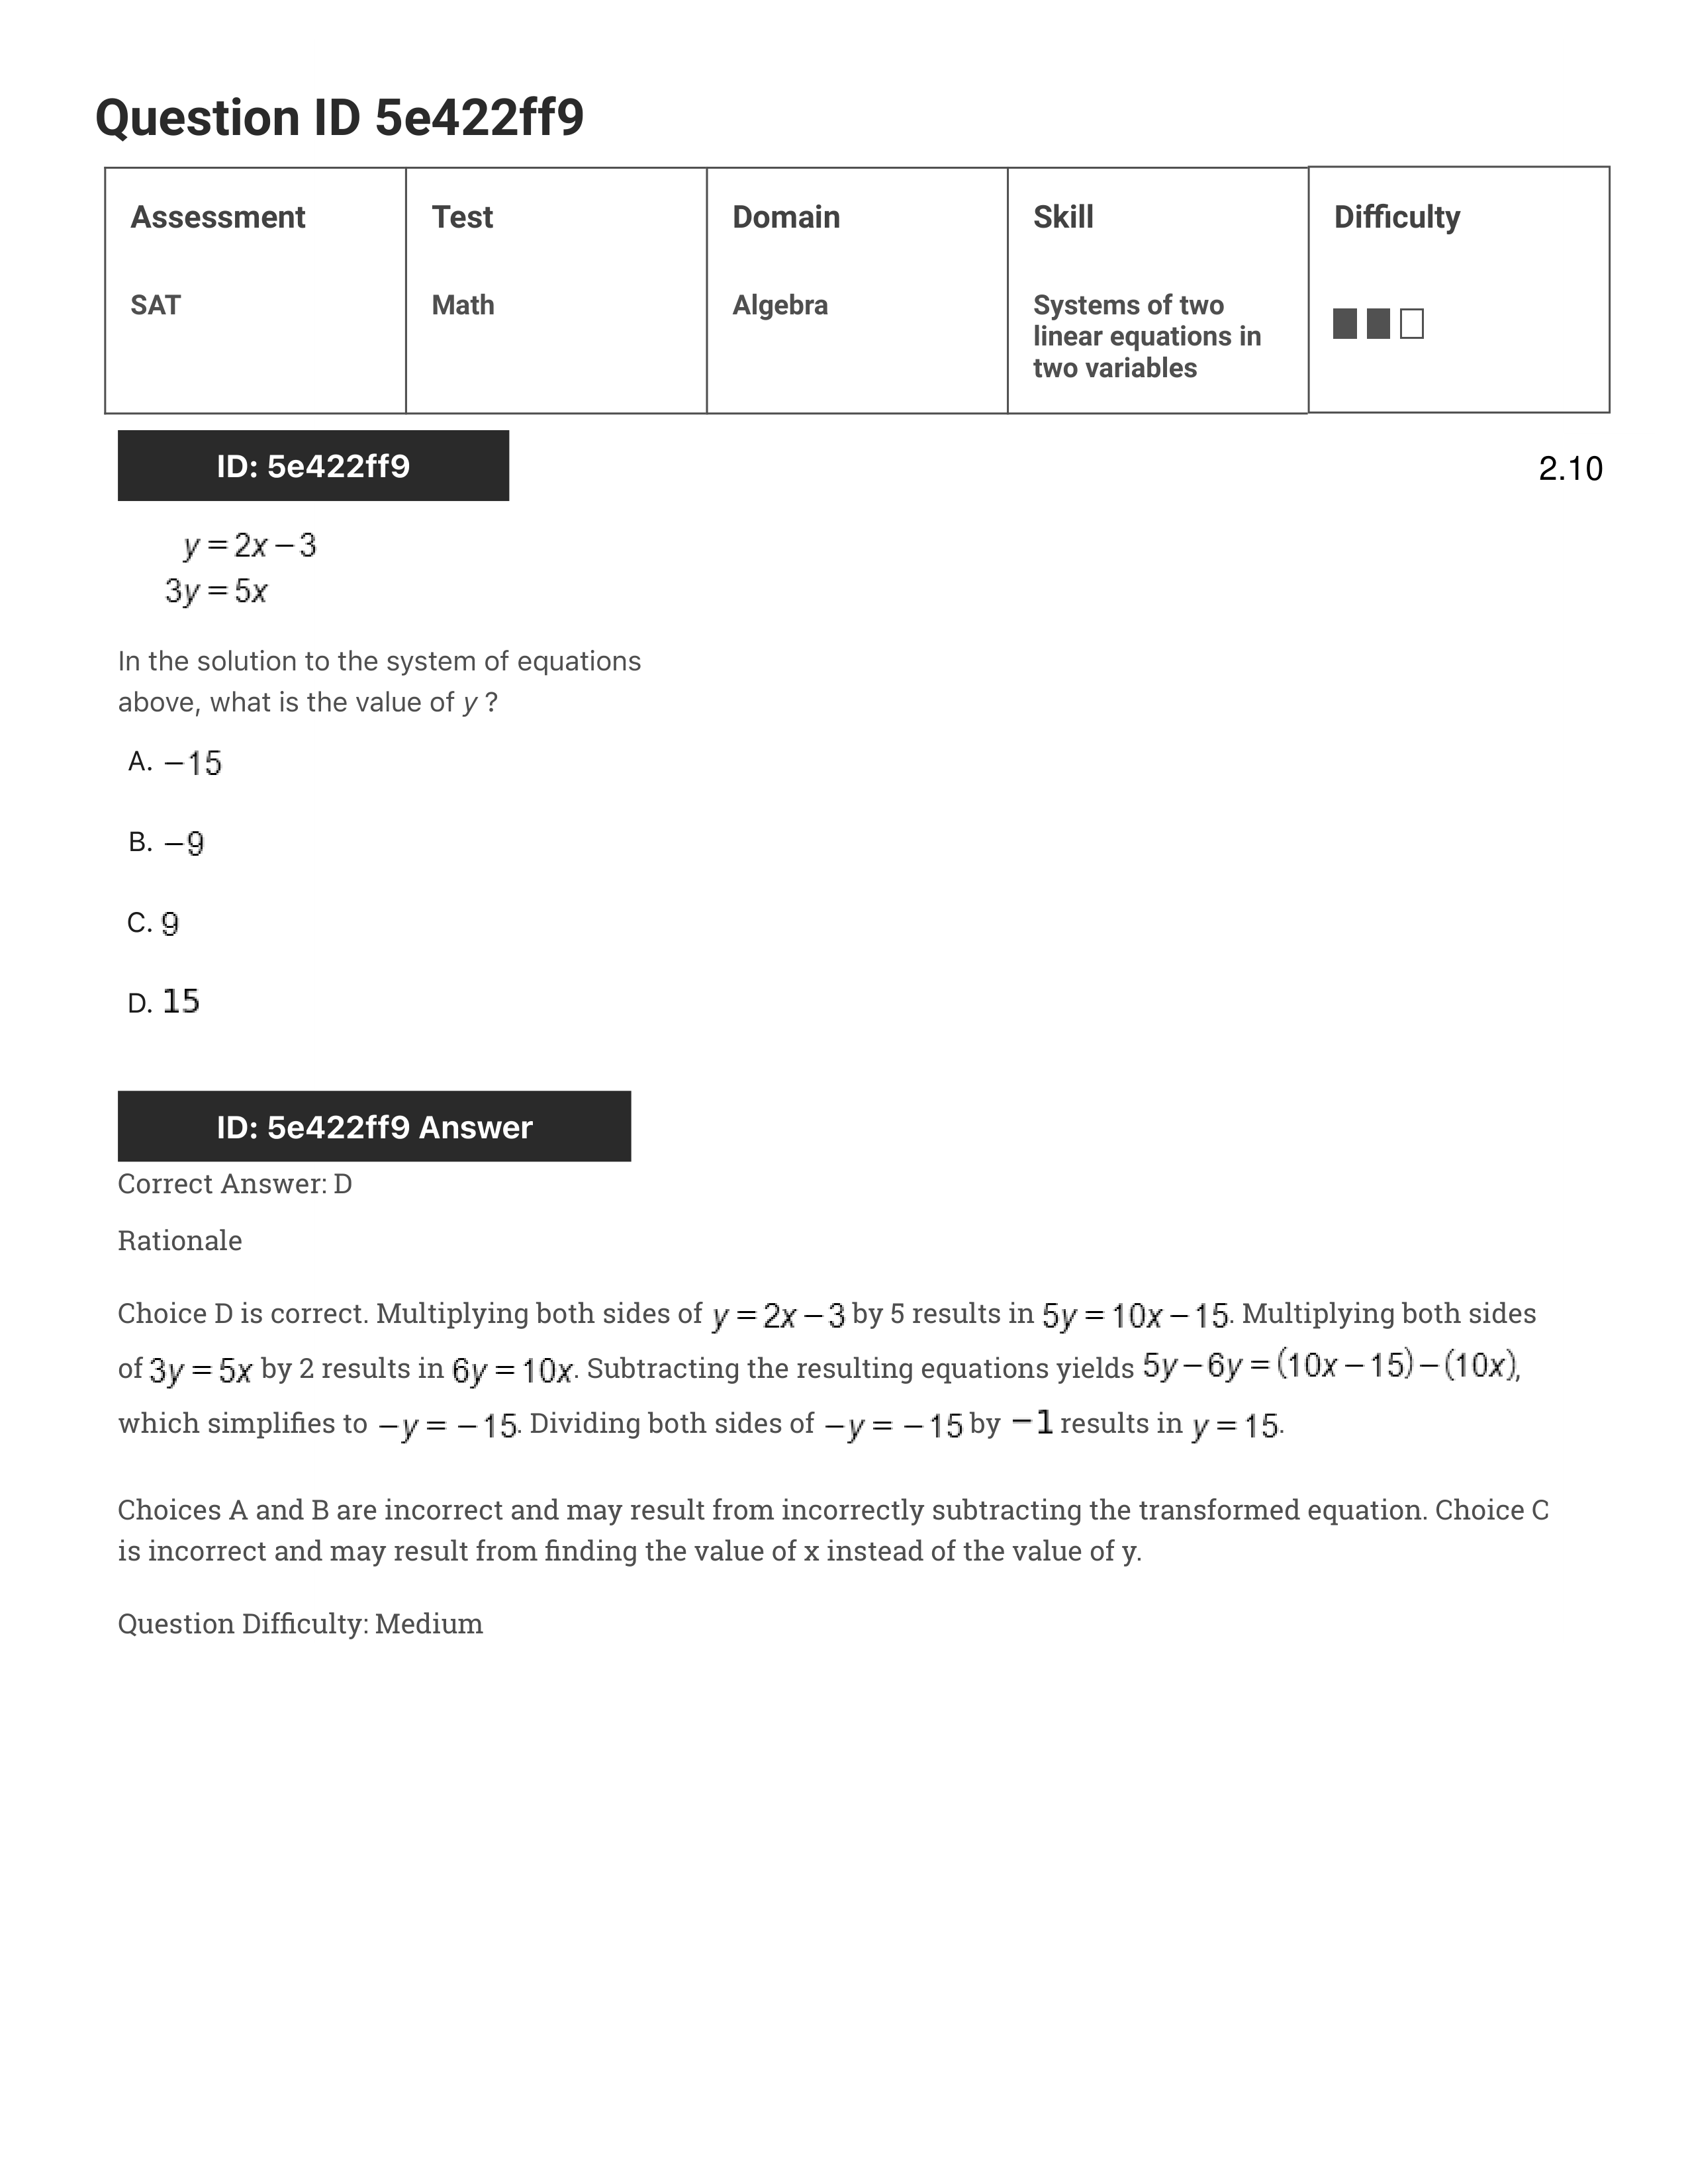 Question ID 5e422ff9
Assessment Test Domain Skill Difficulty
SAT Math Algebra Systems of two
linear equations in
two variables
ID: 5e422ff9 2.10
y = 2x − 3
3y = 5x
In the solution to the system of equations
above, what is the value of y ?
A. −15
B. −9
C. 9
D. 15
ID: 5e422ff9 Answer
Correct Answer: D
Rationale
Choice D is correct. Multiplying both sides of y = 2x − 3 by 5 results in 5y = 10x − 15. Multiplying both sides
of 3y = 5x by 2 results in 6y = 10x. Subtracting the resulting equations yields 5y − 6y = (10x − 15) − (10x),
which simplifies to −y = −15. Dividing both sides of −y = −15 by −1 results in y = 15.
Choices A and B are incorrect and may result from incorrectly subtracting the transformed equation. Choice C
is incorrect and may result from finding the value of x instead of the value of y.
Question Difficulty: Medium